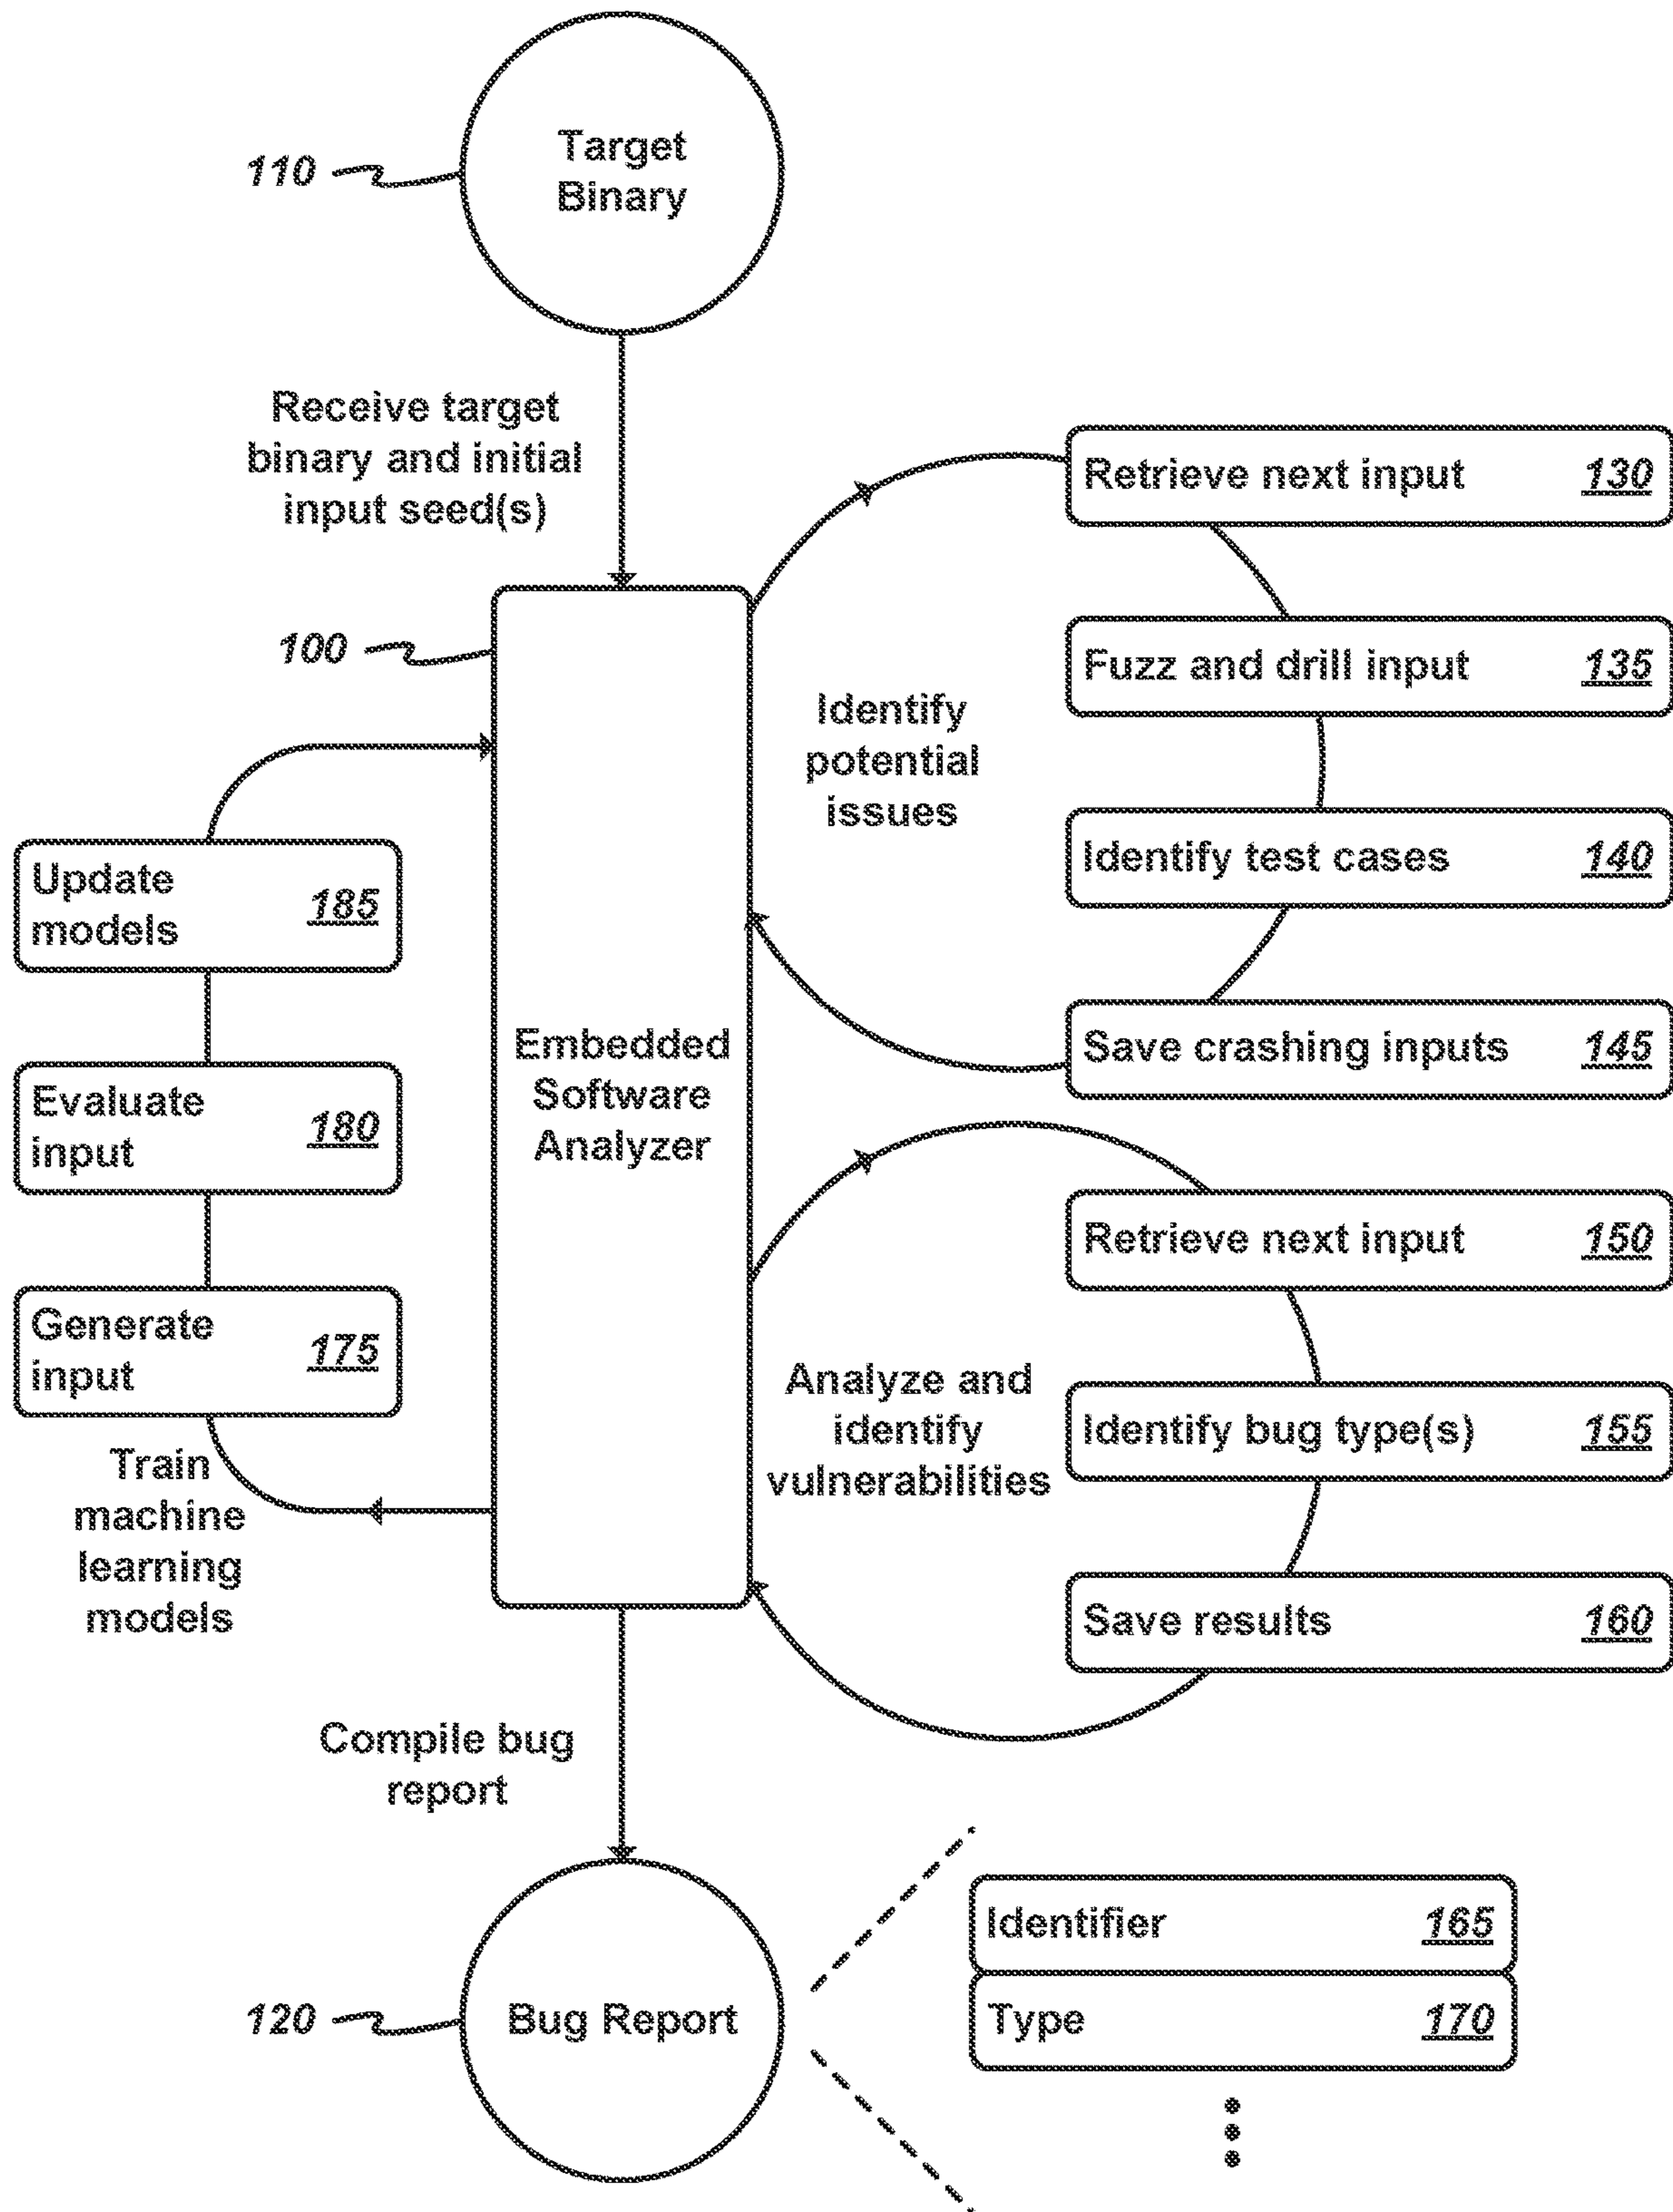 Target
Binary
110
Receive target
binary and initial
input seed(s)
100
Embedded
Software
Analyzer
Identify
potential
issues
Retrieve next input 130
Fuzz and drill input 135
Identify test cases 140
Save crashing inputs 145
Update
models
185
Evaluate
input
180
Generate
input
175
Train
machine
learning
models
Analyze and
identify
vulnerabilities
Retrieve next input 150
Identify bug type(s) 155
Save results 160
Compile bug
report
120
Bug Report
Identifier 165
Type 170